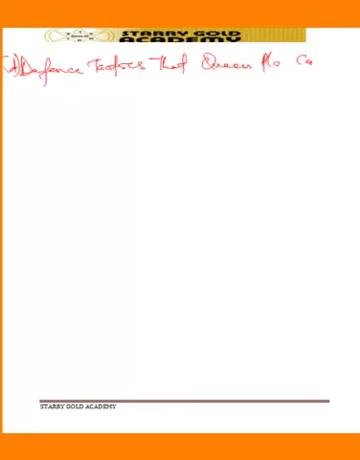 STARRY GOLD
ACADEMY
Defence Tactics That Queen Mo Ca
STARRY GOLD ACADEMY